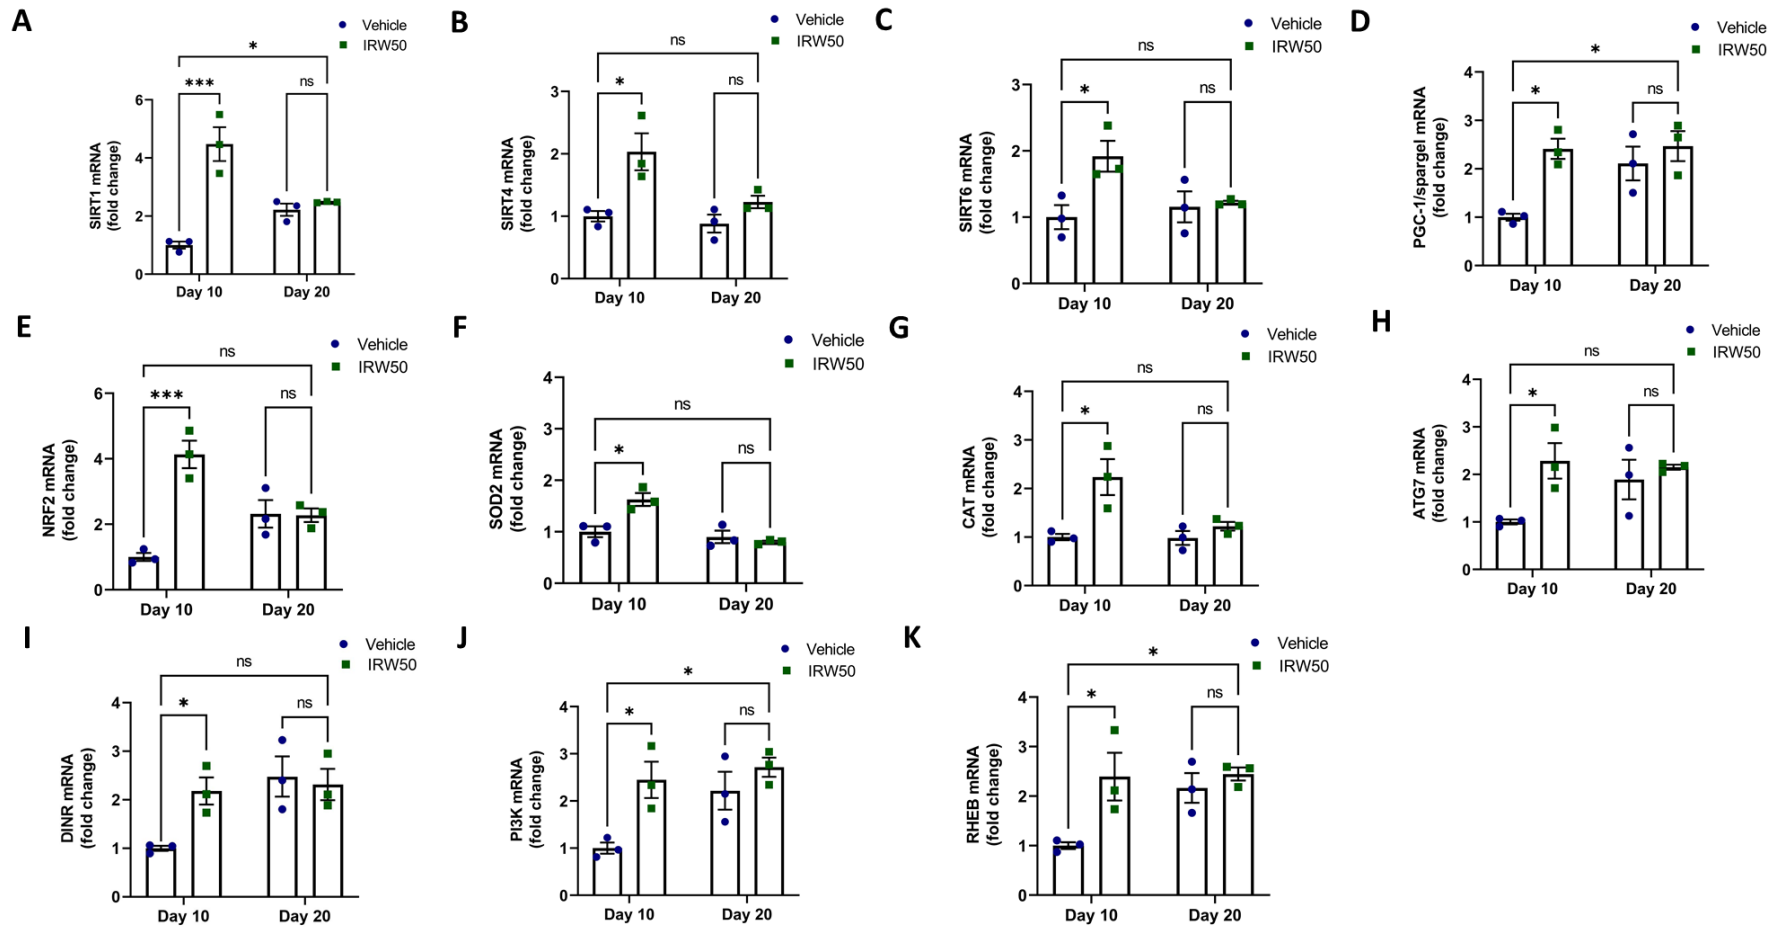 A
Vehicle
IRW50
*
***
ns
SIRT1 mRNA
(fold change)
6
4
2
0
Day 10
Day 20
B
Vehicle
IRW50
ns
*
ns
SIRT4 mRNA
(fold change)
3
2
1
0
Day 10
Day 20
C
Vehicle
IRW50
ns
*
ns
SIRT6 mRNA
(fold change)
3
2
1
0
Day 10
Day 20
D
Vehicle
IRW50
*
*
ns
PGC-1/spargel mRNA
(fold change)
4
3
2
1
0
Day 10
Day 20
E
Vehicle
IRW50
ns
***
ns
NRF2 mRNA
(fold change)
6
4
2
0
Day 10
Day 20
F
Vehicle
IRW50
ns
*
ns
SOD2 mRNA
(fold change)
4
3
2
1
0
Day 10
Day 20
G
Vehicle
IRW50
ns
*
ns
CAT mRNA
(fold change)
4
3
2
1
0
Day 10
Day 20
H
Vehicle
IRW50
ns
*
ns
ATG7 mRNA
(fold change)
4
3
2
1
0
Day 10
Day 20
I
Vehicle
IRW50
ns
*
ns
DINR mRNA
(fold change)
4
3
2
1
0
Day 10
Day 20
J
Vehicle
IRW50
*
*
ns
PI3K mRNA
(fold change)
4
3
2
1
0
Day 10
Day 20
K
Vehicle
IRW50
*
*
ns
RHEB mRNA
(fold change)
4
3
2
1
0
Day 10
Day 20